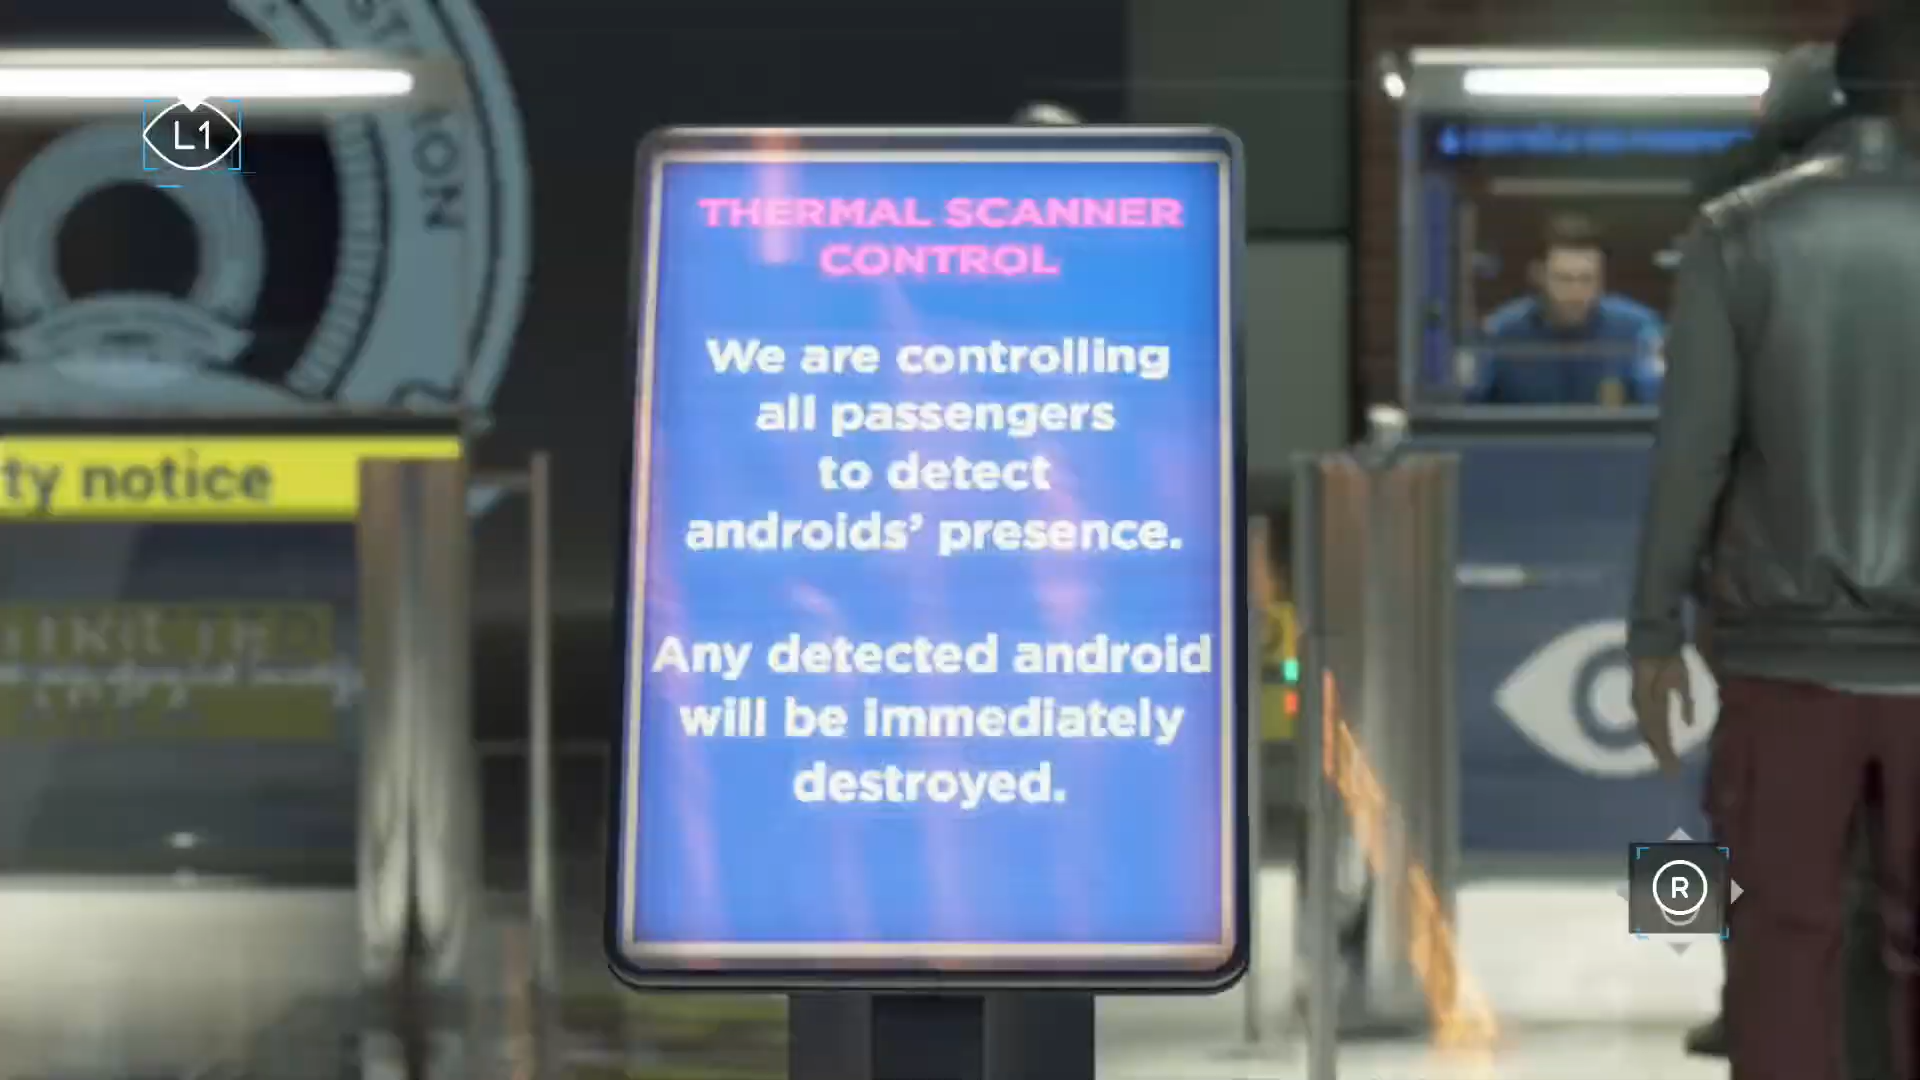 L1
ION
THERMAL SCANNER
CONTROL
We are controlling
all passengers
to detect
androids’ presence.
Any detected android
will be immediately
destroyed.
ty notice
R